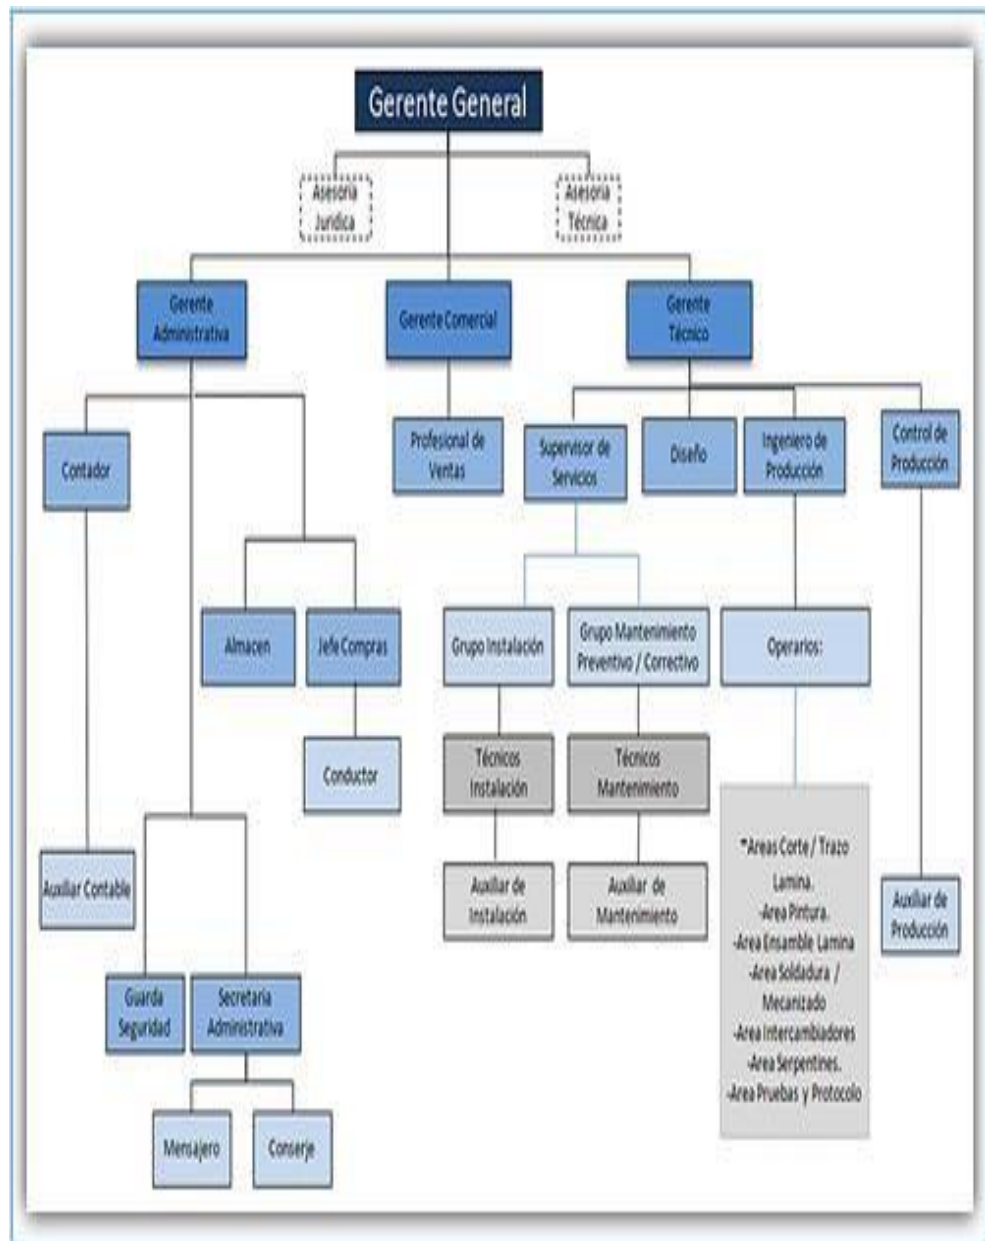 Gerente General
Asesoria
Juridica
Asesoria
Técnica
Gerente
Administrativa
Gerente Comercial
Gerente
Técnico
Contador
Profesional de
Ventas
Supervisor de
Servicios
Diseño
Ingeniero de
Producción
Control de
Producción
Almacen
Jefe Compras
Grupo Instalación
Grupo Mantenimiento
Preventivo / Correctivo
Operarios:
Conductor
Técnicos
Instalación
Técnicos
Mantenimiento
*Areas Corte / Trazo
Lamina.
-Area Pintura.
-Area Ensamble Lamina
-Area Soldadura /
Mecanizado
-Area Intercambiadores
-Area Serpentines.
-Area Pruebas y Protocolo
Auxiliar Contable
Auxiliar de
Instalación
Auxiliar de
Mantenimiento
Auxiliar de
Producción
Guarda
Seguridad
Secretaria
Administrativa
Mensajero
Conserje